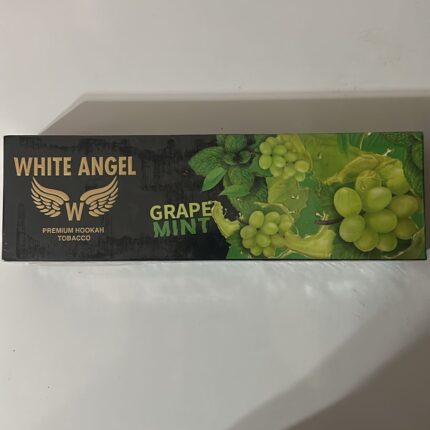 WHITE ANGEL
W
PREMIUM HOOKAH
TOBACCO
GRAPE
MINT